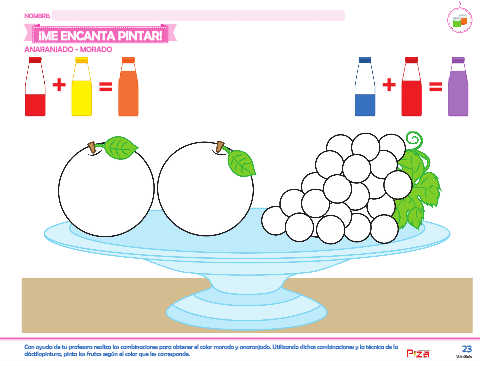 NOMBRE
¡ME ENCANTA PINTAR!
ANARANJADO - MORADO
Con ayuda de tu profesora realiza las combinaciones para obtener el color morado y anaranjado. Utilizando dichas combinaciones y la técnica de la
dáctilopintura, pinta las frutas según el color que les corresponde.
23